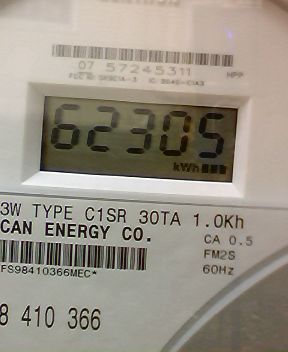 07 57245311 HPP
62305
kWh
3W TYPE C1SR 30TA 1.0Kh
CAN ENERGY CO. CA 0.5
FM2S
FS98410366MEC* 60Hz
8 410 366